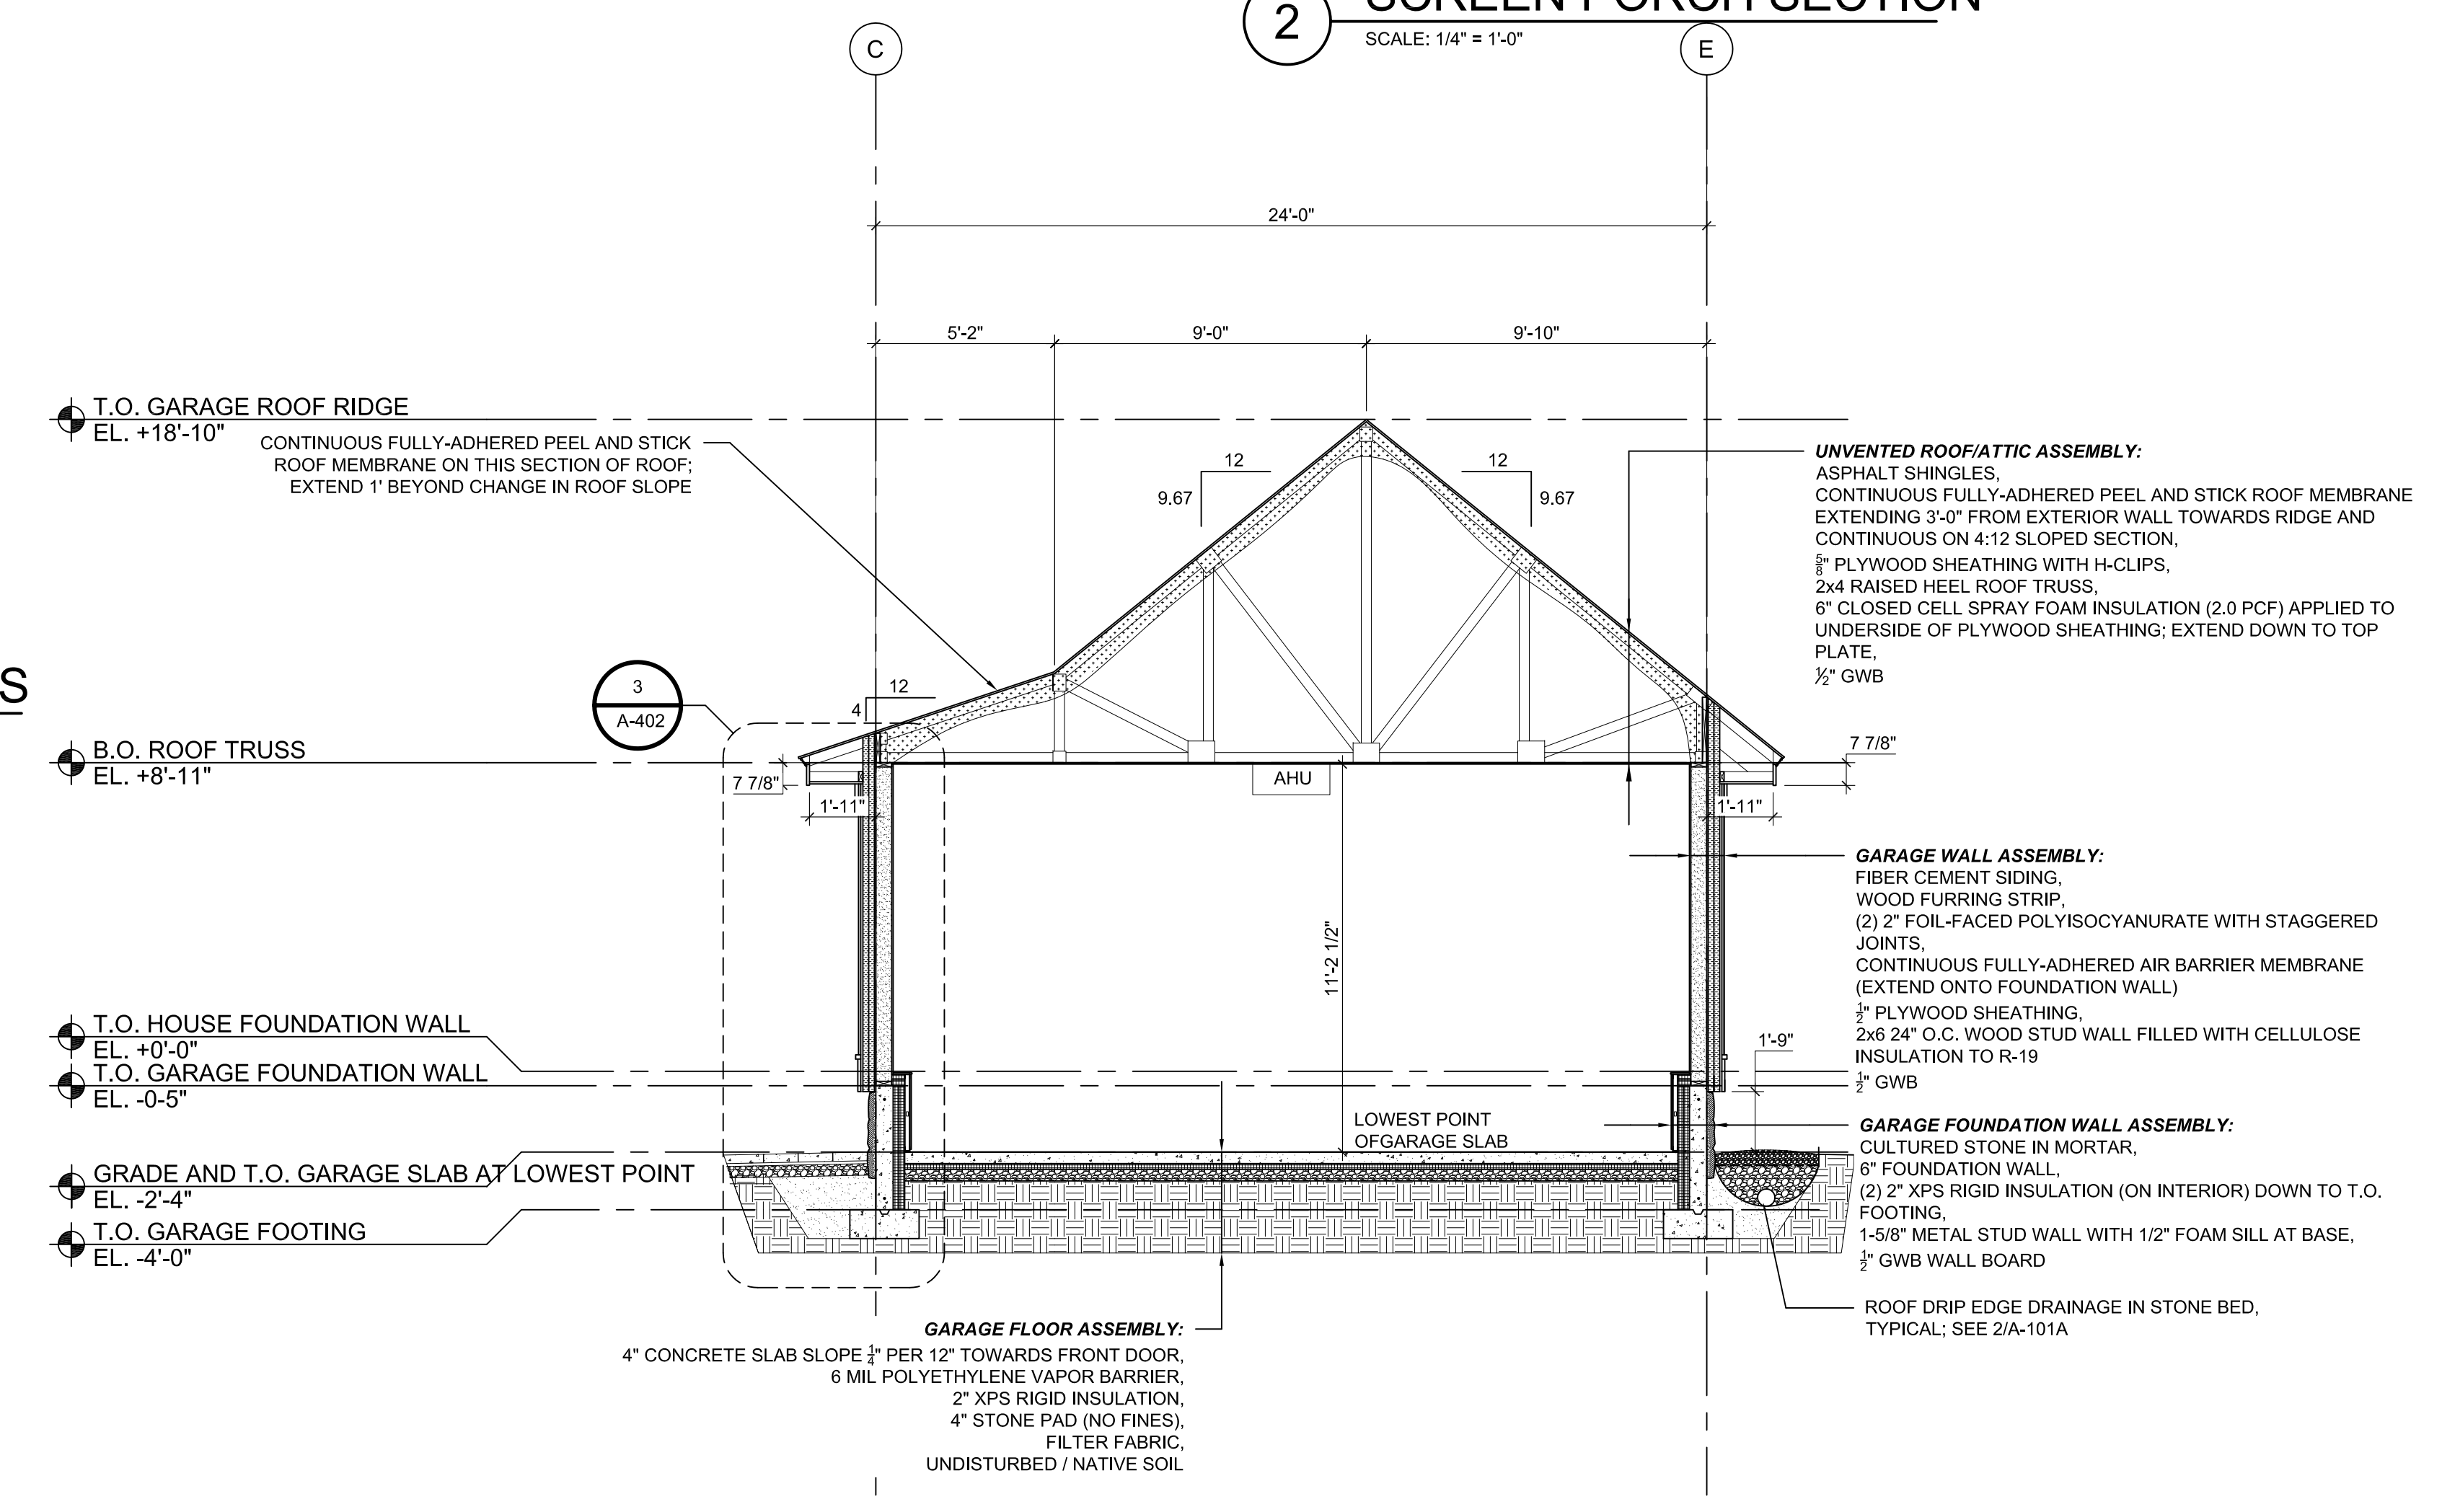 2
SCREEN PORCH SECTION
SCALE: 1/4" = 1'-0"
C
E
24'-0"
5'-2"
9'-0"
9'-10"
T.O. GARAGE ROOF RIDGE
EL. +18'-10"
CONTINUOUS FULLY-ADHERED PEEL AND STICK
ROOF MEMBRANE ON THIS SECTION OF ROOF;
EXTEND 1' BEYOND CHANGE IN ROOF SLOPE
12
9.67
12
9.67
UNVENTED ROOF/ATTIC ASSEMBLY:
ASPHALT SHINGLES,
CONTINUOUS FULLY-ADHERED PEEL AND STICK ROOF MEMBRANE
EXTENDING 3'-0" FROM EXTERIOR WALL TOWARDS RIDGE AND
CONTINUOUS ON 4:12 SLOPED SECTION,
5/8" PLYWOOD SHEATHING WITH H-CLIPS,
2x4 RAISED HEEL ROOF TRUSS,
6" CLOSED CELL SPRAY FOAM INSULATION (2.0 PCF) APPLIED TO
UNDERSIDE OF PLYWOOD SHEATHING; EXTEND DOWN TO TOP
PLATE,
½" GWB
S
3
A-402
12
4
B.O. ROOF TRUSS
EL. +8'-11"
7 7/8"
1'-11"
AHU
7 7/8"
1'-11"
11'-2 1/2"
GARAGE WALL ASSEMBLY:
FIBER CEMENT SIDING,
WOOD FURRING STRIP,
(2) 2" FOIL-FACED POLYISOCYANURATE WITH STAGGERED
JOINTS,
CONTINUOUS FULLY-ADHERED AIR BARRIER MEMBRANE
(EXTEND ONTO FOUNDATION WALL)
½" PLYWOOD SHEATHING,
2x6 24" O.C. WOOD STUD WALL FILLED WITH CELLULOSE
INSULATION TO R-19
½" GWB
1'-9"
T.O. HOUSE FOUNDATION WALL
EL. +0'-0"
T.O. GARAGE FOUNDATION WALL
EL. -0-5"
LOWEST POINT
OFGARAGE SLAB
GARAGE FOUNDATION WALL ASSEMBLY:
CULTURED STONE IN MORTAR,
6" FOUNDATION WALL,
(2) 2" XPS RIGID INSULATION (ON INTERIOR) DOWN TO T.O.
FOOTING,
1-5/8" METAL STUD WALL WITH 1/2" FOAM SILL AT BASE,
½" GWB WALL BOARD
GRADE AND T.O. GARAGE SLAB AT LOWEST POINT
EL. -2'-4"
T.O. GARAGE FOOTING
EL. -4'-0"
ROOF DRIP EDGE DRAINAGE IN STONE BED,
TYPICAL; SEE 2/A-101A
GARAGE FLOOR ASSEMBLY:
4" CONCRETE SLAB SLOPE ¼" PER 12" TOWARDS FRONT DOOR,
6 MIL POLYETHYLENE VAPOR BARRIER,
2" XPS RIGID INSULATION,
4" STONE PAD (NO FINES),
FILTER FABRIC,
UNDISTURBED / NATIVE SOIL